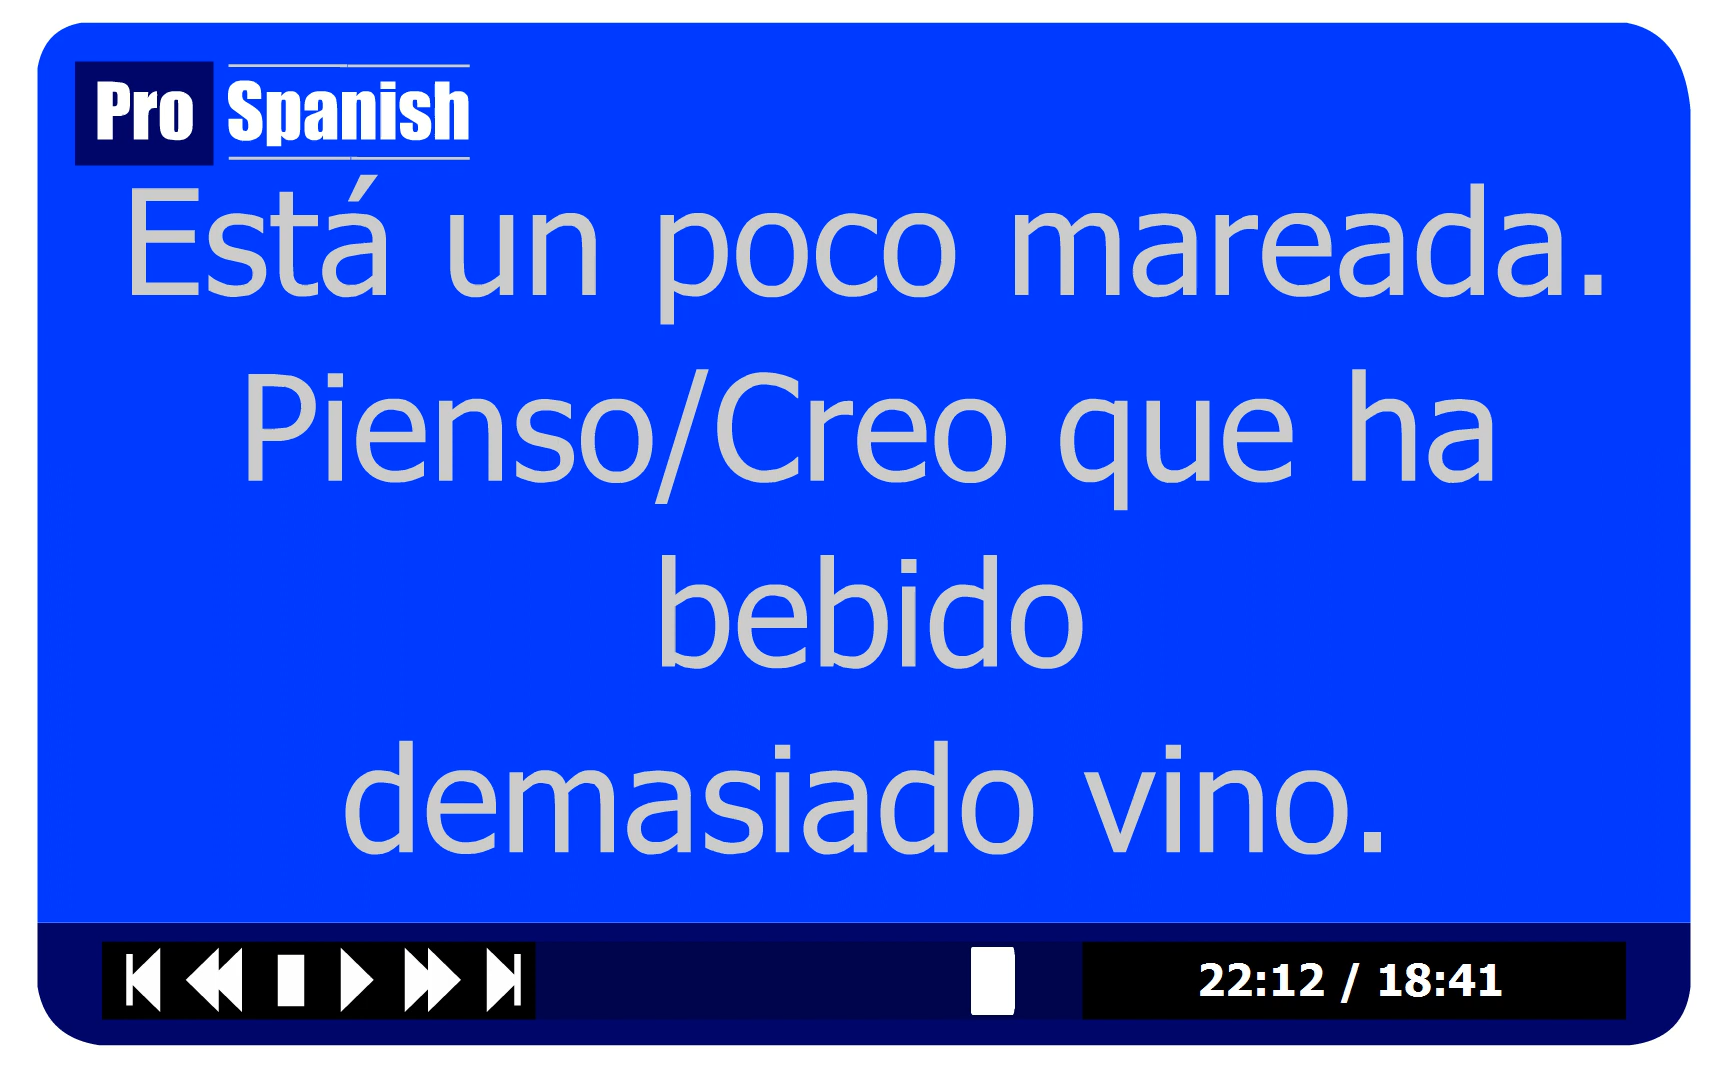 Pro Spanish
Está un poco mareada.
Pienso/Creo que ha
bebido
demasiado vino.
22:12 / 18:41